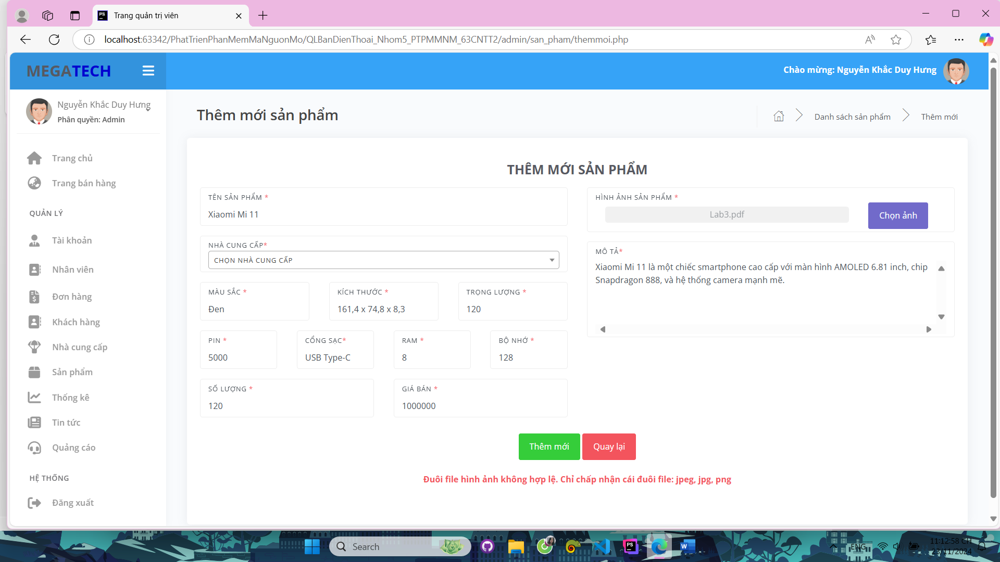 Trang quản trị viên
localhost:63342/PhatTrienPhanMemMaNguonMo/QLBanDienThoai_Nhom5_PTPMMNM_63CNTT2/admin/san_pham/themmoi.php
MEGATECH
Chào mừng: Nguyễn Khắc Duy Hưng
Nguyễn Khắc Duy Hưng
Phân quyền: Admin
Thêm mới sản phẩm
Danh sách sản phẩm
Thêm mới
Trang chủ
Trang bán hàng
QUẢN LÝ
Tài khoản
Nhân viên
Đơn hàng
Khách hàng
Nhà cung cấp
Sản phẩm
Thống kê
Tin tức
Quảng cáo
HỆ THỐNG
Đăng xuất
THÊM MỚI SẢN PHẨM
TÊN SẢN PHẨM *
Xiaomi Mi 11
NHÀ CUNG CẤP*
CHỌN NHÀ CUNG CẤP
MÀU SẮC *
Đen
KÍCH THƯỚC *
161,4 x 74,8 x 8,3
TRỌNG LƯỢNG *
120
PIN *
5000
CỔNG SẠC*
USB Type-C
RAM *
8
BỘ NHỚ *
128
SỐ LƯỢNG *
120
GIÁ BÁN *
1000000
HÌNH ẢNH SẢN PHẨM *
Lab3.pdf
Chọn ảnh
MÔ TẢ*
Xiaomi Mi 11 là một chiếc smartphone cao cấp với màn hình AMOLED 6.81 inch, chip
Snapdragon 888, và hệ thống camera mạnh mẽ.
Thêm mới
Quay lại
Đuôi file hình ảnh không hợp lệ. Chỉ chấp nhận cái đuôi file: jpeg, jpg, png
Search
ENG
11:12:58 CH
23/11/2024